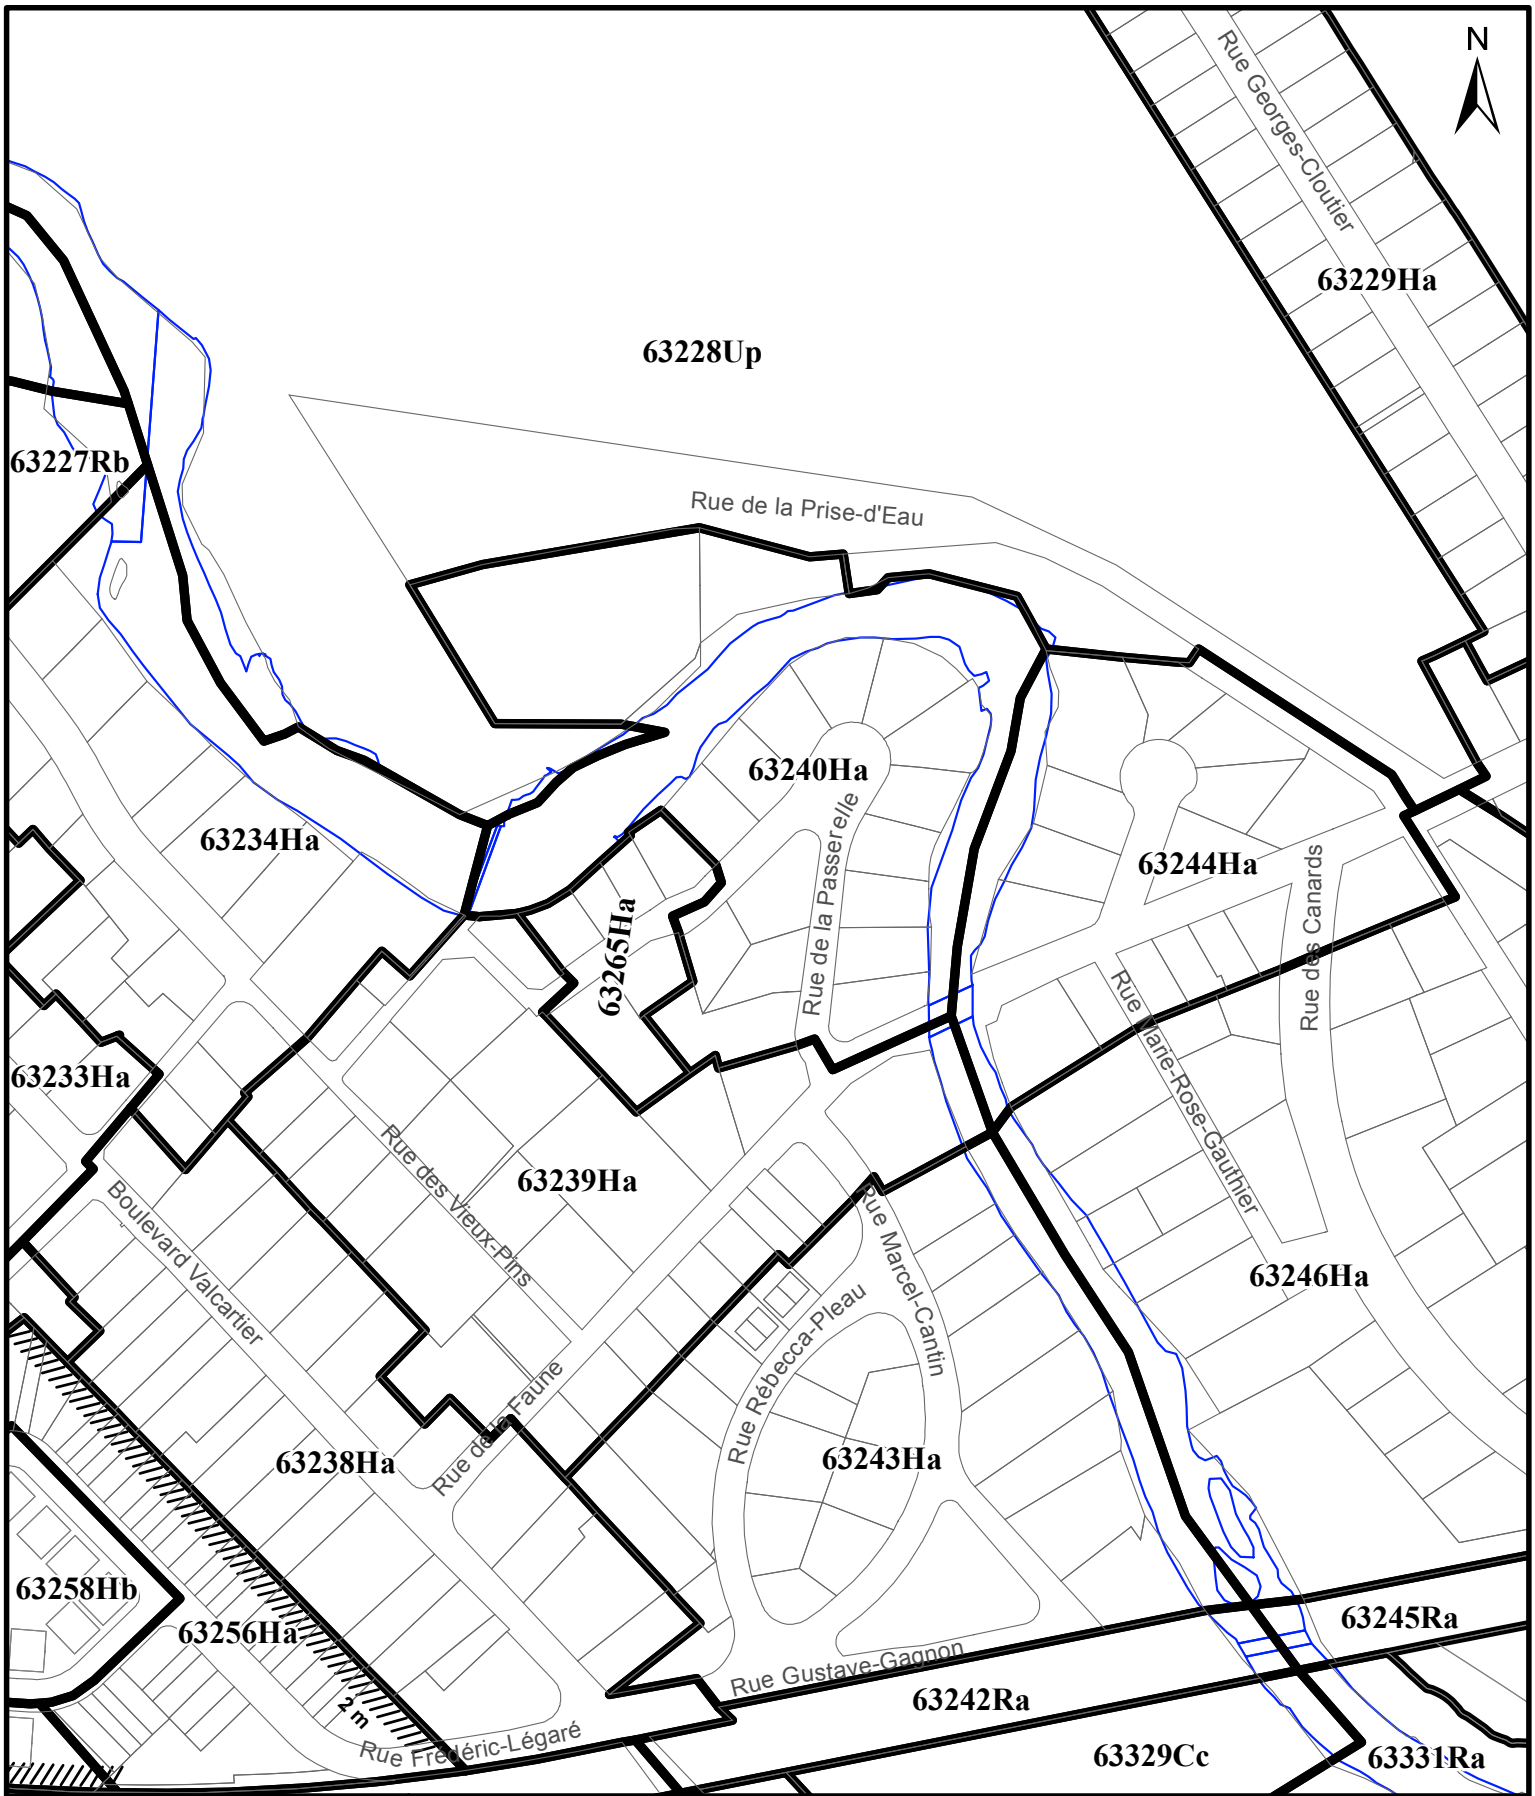 N
Rue Georges-Cloutier
63229Ha
63228Up
63227Rb
Rue de la Prise-d'Eau
63240Ha
63234Ha
Rue de la Passerelle
63244Ha
Rue des Canards
63265Ha
63233Ha
Rue Marie-Rose-Gauthier
63239Ha
Rue des Vieux-Pins
Boulevard Valcartier
Rue Marcel-Cantin
63246Ha
Rue Rébecca-Pleau
Rue de la Faune
63238Ha
63243Ha
63258Hb
63256Ha
63245Ra
Rue Gustave-Gagnon
63242Ra
2 m
Rue Frédéric-Légaré
63329Cc
63331Ra